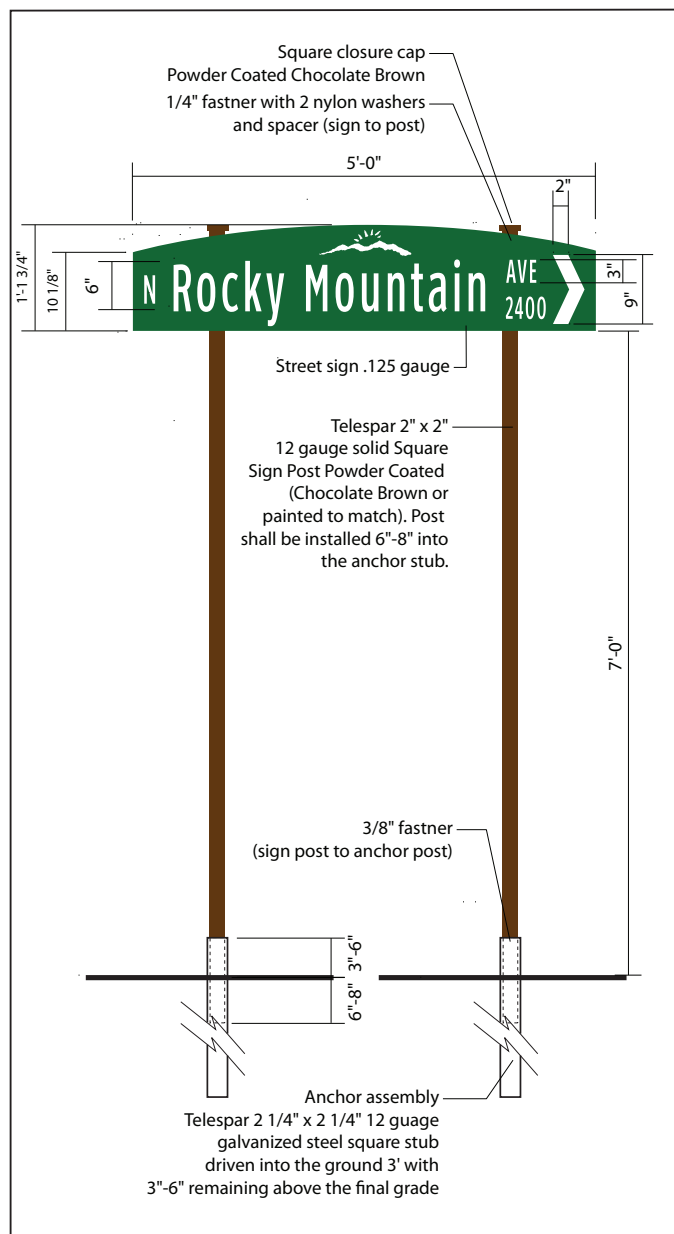 Square closure cap
Powder Coated Chocolate Brown
1/4" fastner with 2 nylon washers
and spacer (sign to post)
5'-0"
2"
1'-1 3/4"
10 1/8"
6"
N Rocky Mountain AVE
2400
3"
9"
Street sign .125 gauge
Telespar 2" x 2"
12 gauge solid Square
Sign Post Powder Coated
(Chocolate Brown or
painted to match). Post
shall be installed 6"-8" into
the anchor stub.
7'-0"
3/8" fastner
(sign post to anchor post)
3"-6"
6"-8"
Anchor assembly
Telespar 2 1/4" x 2 1/4" 12 guage
galvanized steel square stub
driven into the ground 3' with
3"-6" remaining above the final grade